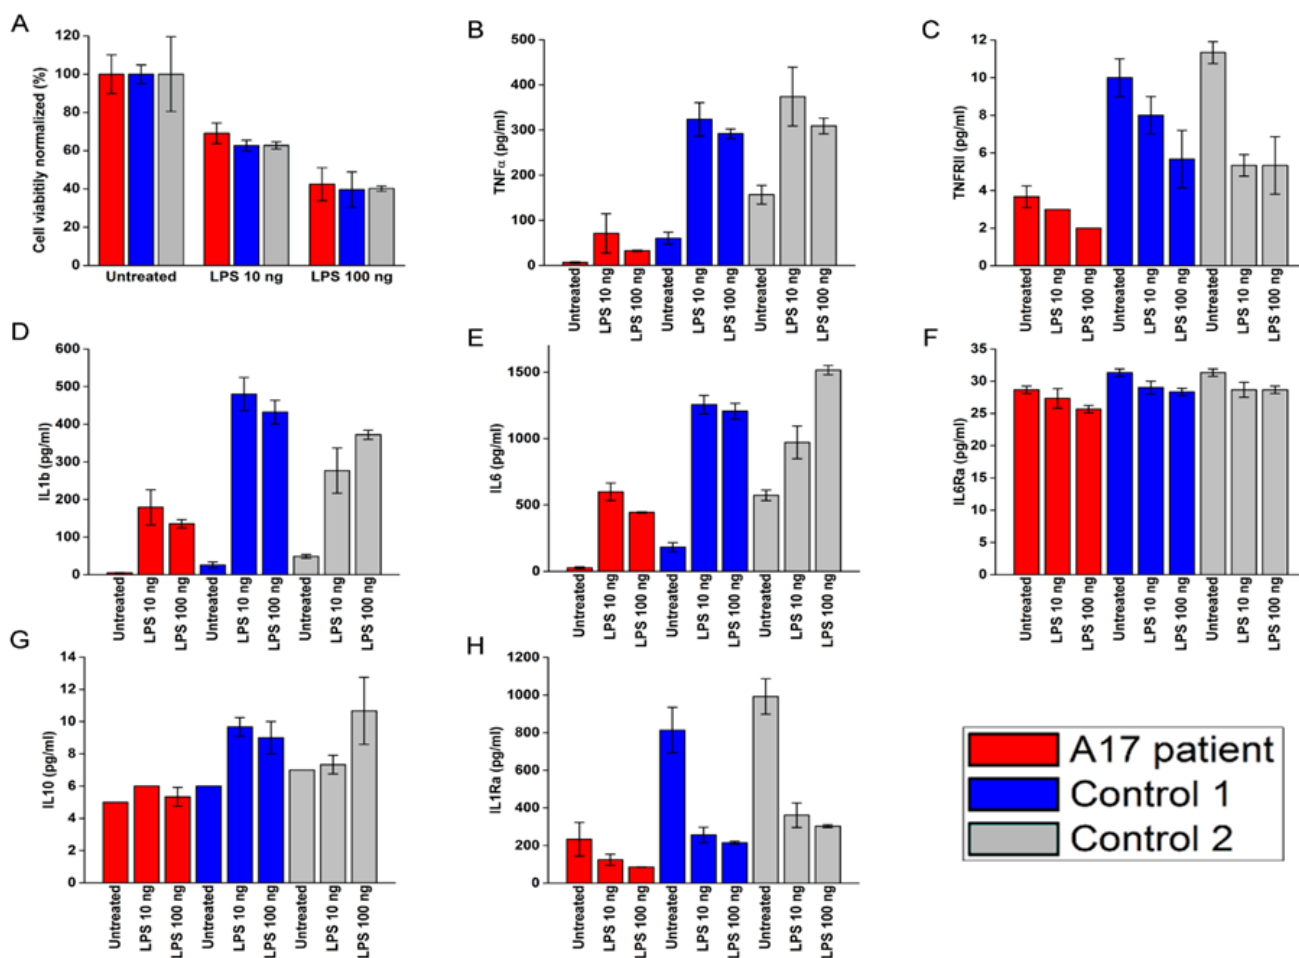 A
Cell viabitily normalized (%)
120
100
80
60
40
20
0
Untreated
LPS 10 ng
LPS 100 ng
B
TNFα (pg/ml)
500
400
300
200
100
0
Untreated
LPS 10 ng
LPS 100 ng
Untreated
LPS 10 ng
LPS 100 ng
Untreated
LPS 10 ng
LPS 100 ng
C
TNFRII (pg/ml)
12
10
8
6
4
2
0
Untreated
LPS 10 ng
LPS 100 ng
Untreated
LPS 10 ng
LPS 100 ng
Untreated
LPS 10 ng
LPS 100 ng
D
IL1b (pg/ml)
600
500
400
300
200
100
0
Untreated
LPS 10 ng
LPS 100 ng
Untreated
LPS 10 ng
LPS 100 ng
Untreated
LPS 10 ng
LPS 100 ng
E
IL6 (pg/ml)
1500
1000
500
0
Untreated
LPS 10 ng
LPS 100 ng
Untreated
LPS 10 ng
LPS 100 ng
Untreated
LPS 10 ng
LPS 100 ng
F
IL6Ra (pg/ml)
35
30
25
20
15
10
5
0
Untreated
LPS 10 ng
LPS 100 ng
Untreated
LPS 10 ng
LPS 100 ng
Untreated
LPS 10 ng
LPS 100 ng
G
IL10 (pg/ml)
14
12
10
8
6
4
2
0
Untreated
LPS 10 ng
LPS 100 ng
Untreated
LPS 10 ng
LPS 100 ng
Untreated
LPS 10 ng
LPS 100 ng
H
IL1Ra (pg/ml)
1200
1000
800
600
400
200
0
Untreated
LPS 10 ng
LPS 100 ng
Untreated
LPS 10 ng
LPS 100 ng
Untreated
LPS 10 ng
LPS 100 ng
A17 patient
Control 1
Control 2